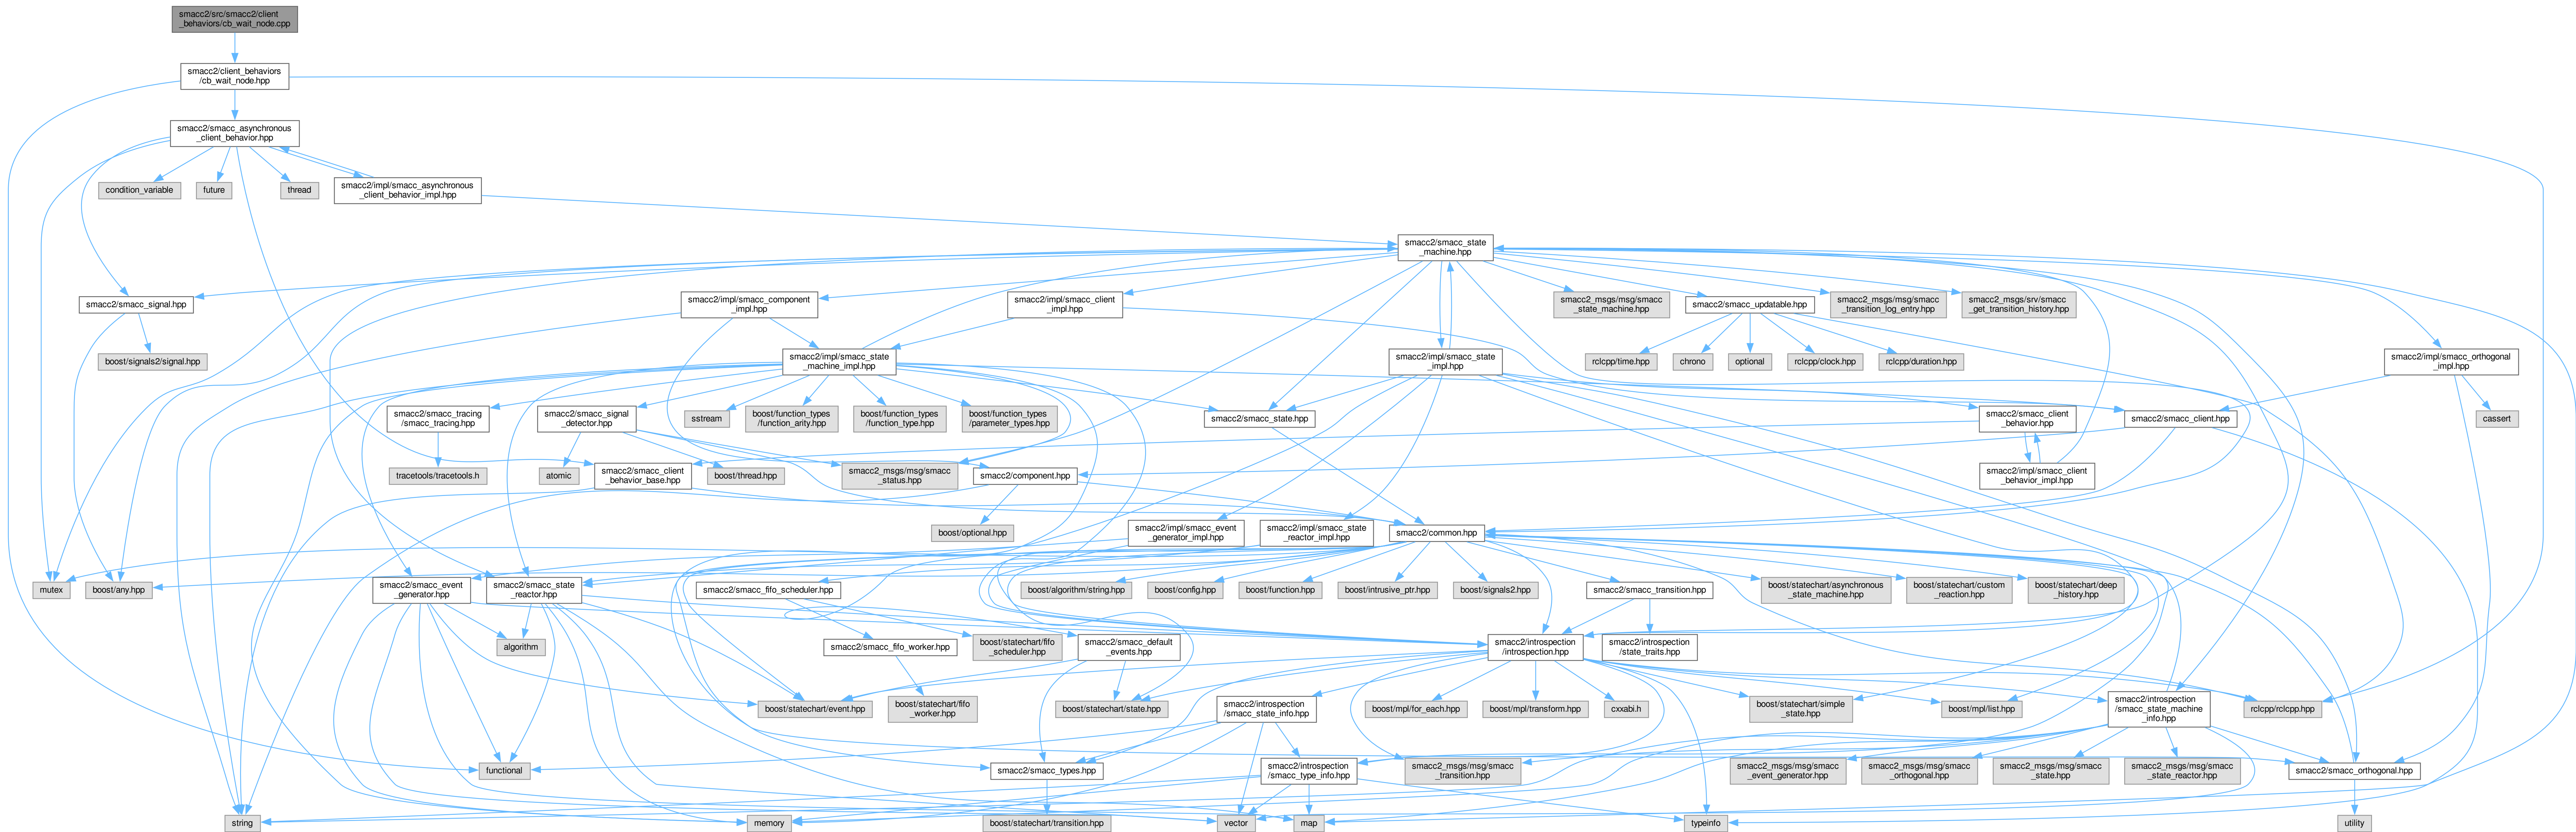 smacc2/src/smacc2/client
_behaviors/cb_wait_node.cpp
smacc2/client_behaviors
/cb_wait_node.hpp
smacc2/smacc_asynchronous
_client_behavior.hpp
condition_variable
future
thread
smacc2/impl/smacc_asynchronous
_client_behavior_impl.hpp
smacc2/smacc_state
_machine.hpp
smacc2/smacc_signal.hpp
smacc2/impl/smacc_component
_impl.hpp
smacc2/impl/smacc_client
_impl.hpp
smacc2_msgs/msg/smacc
_state_machine.hpp
smacc2/smacc_updatable.hpp
smacc2_msgs/msg/smacc
_transition_log_entry.hpp
smacc2_msgs/srv/smacc
_get_transition_history.hpp
boost/signals2/signal.hpp
smacc2/impl/smacc_state
_machine_impl.hpp
smacc2/impl/smacc_state
_impl.hpp
rclcpp/time.hpp
chrono
optional
rclcpp/clock.hpp
rclcpp/duration.hpp
smacc2/impl/smacc_orthogonal
_impl.hpp
smacc2/smacc_tracing
/smacc_tracing.hpp
smacc2/smacc_signal
_detector.hpp
sstream
boost/function_types
/function_arity.hpp
boost/function_types
/function_type.hpp
boost/function_types
/parameter_types.hpp
smacc2/smacc_state.hpp
smacc2/smacc_client
_behavior.hpp
smacc2/smacc_client.hpp
cassert
tracetools/tracetools.h
atomic
smacc2/smacc_client
_behavior_base.hpp
boost/thread.hpp
smacc2_msgs/msg/smacc
_status.hpp
smacc2/component.hpp
smacc2/impl/smacc_client
_behavior_impl.hpp
boost/optional.hpp
smacc2/impl/smacc_event
_generator_impl.hpp
smacc2/impl/smacc_state
_reactor_impl.hpp
smacc2/common.hpp
mutex
boost/any.hpp
smacc2/smacc_event
_generator.hpp
smacc2/smacc_state
_reactor.hpp
smacc2/smacc_fifo_scheduler.hpp
boost/algorithm/string.hpp
boost/config.hpp
boost/function.hpp
boost/intrusive_ptr.hpp
boost/signals2.hpp
smacc2/smacc_transition.hpp
boost/statechart/asynchronous
_state_machine.hpp
boost/statechart/custom
_reaction.hpp
boost/statechart/deep
_history.hpp
algorithm
smacc2/smacc_fifo_worker.hpp
boost/statechart/fifo
_scheduler.hpp
smacc2/smacc_default
_events.hpp
smacc2/introspection
/introspection.hpp
smacc2/introspection
/state_traits.hpp
boost/statechart/event.hpp
boost/statechart/fifo
_worker.hpp
boost/statechart/state.hpp
smacc2/introspection
/smacc_state_info.hpp
boost/mpl/for_each.hpp
boost/mpl/transform.hpp
cxxabi.h
boost/statechart/simple
_state.hpp
boost/mpl/list.hpp
smacc2/introspection
/smacc_state_machine
_info.hpp
rclcpp/rclcpp.hpp
functional
smacc2/smacc_types.hpp
smacc2/introspection
/smacc_type_info.hpp
smacc2_msgs/msg/smacc
_transition.hpp
smacc2_msgs/msg/smacc
_event_generator.hpp
smacc2_msgs/msg/smacc
_orthogonal.hpp
smacc2_msgs/msg/smacc
_state.hpp
smacc2_msgs/msg/smacc
_state_reactor.hpp
smacc2/smacc_orthogonal.hpp
string
memory
boost/statechart/transition.hpp
vector
map
typeinfo
utility